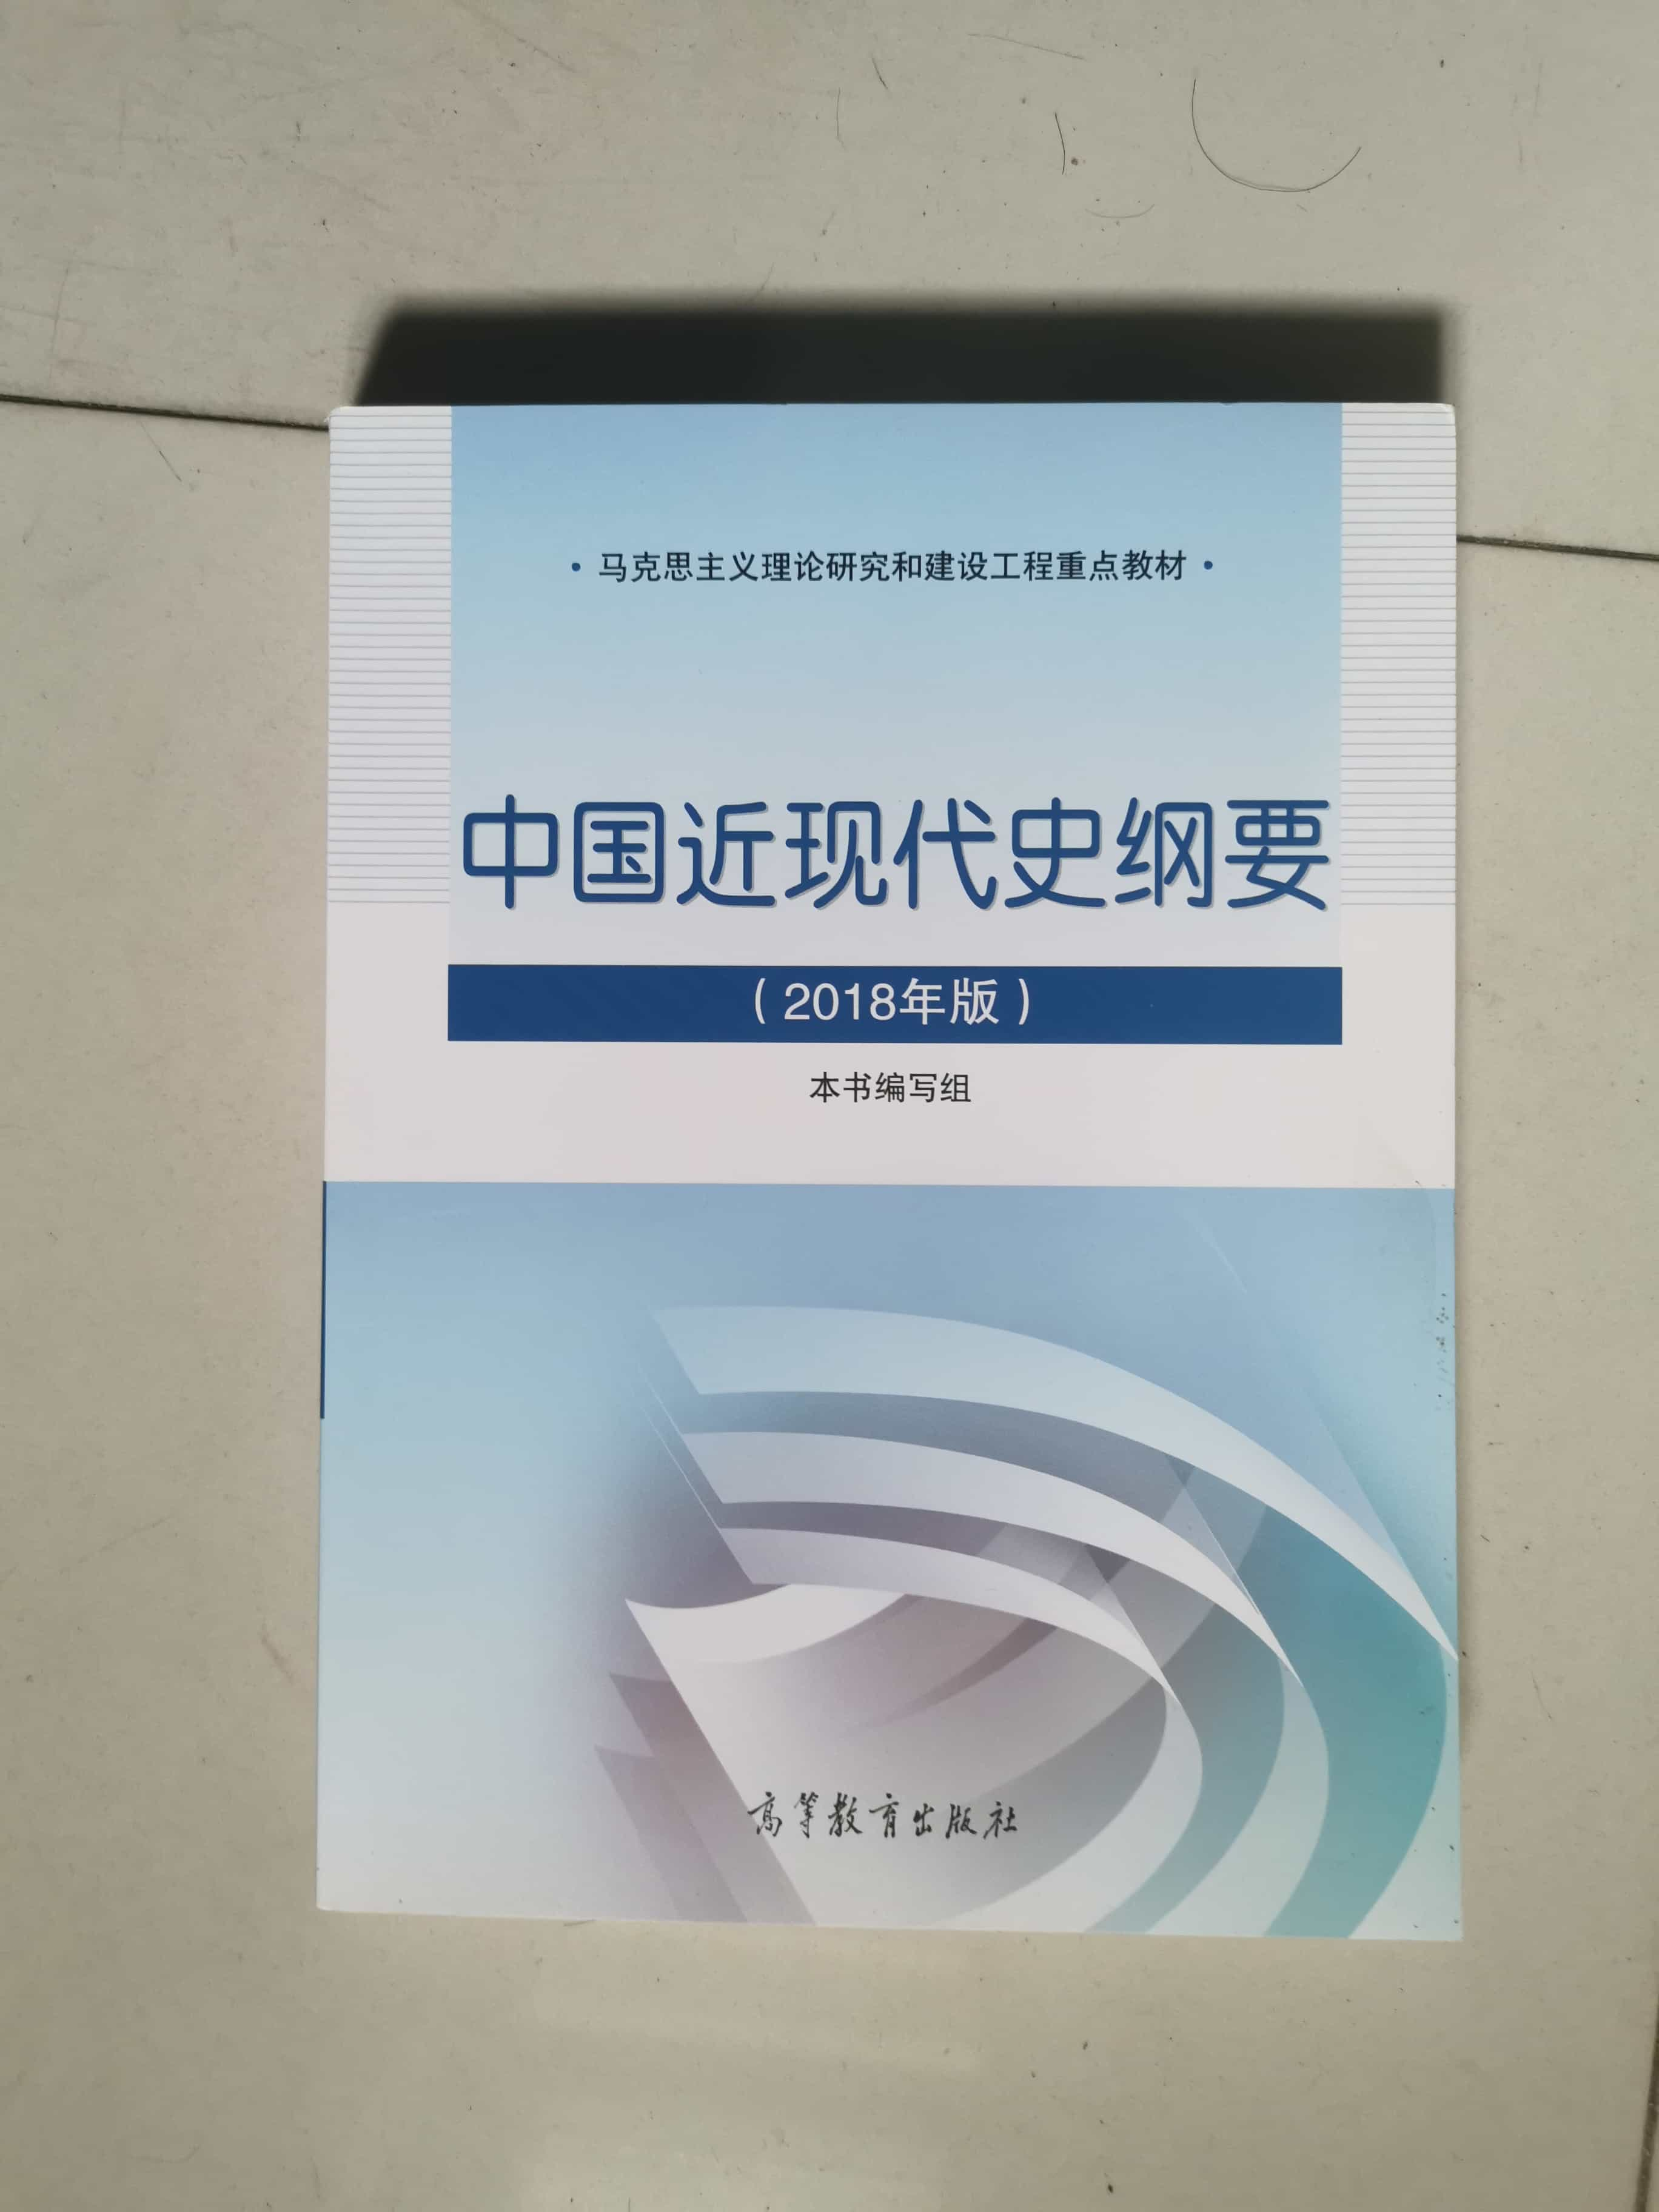 ·马克思主义理论研究和建设工程重点教材·
中国近现代史纲要
(2018年版)
本书编写组
高等教育出版社